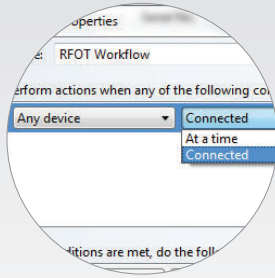 operties
e: RFOT Workflow
erform actions when any of the following co
Any device Connected
At a time
Connected
ditions are met, do the follo